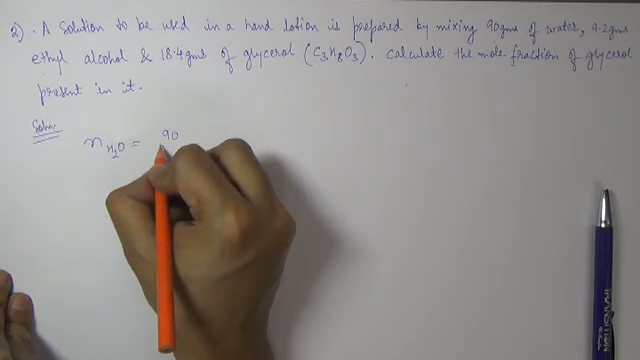 2). A Solution to be used in a hand lotion is prepared by mixing 90gms of water, 9.2gms
ethyl alcohol & 18.4gms of glycerol (C₃H₈O₃). Calculate the mole fraction of glycerol
present in it.
Soln.
n H₂O = 90